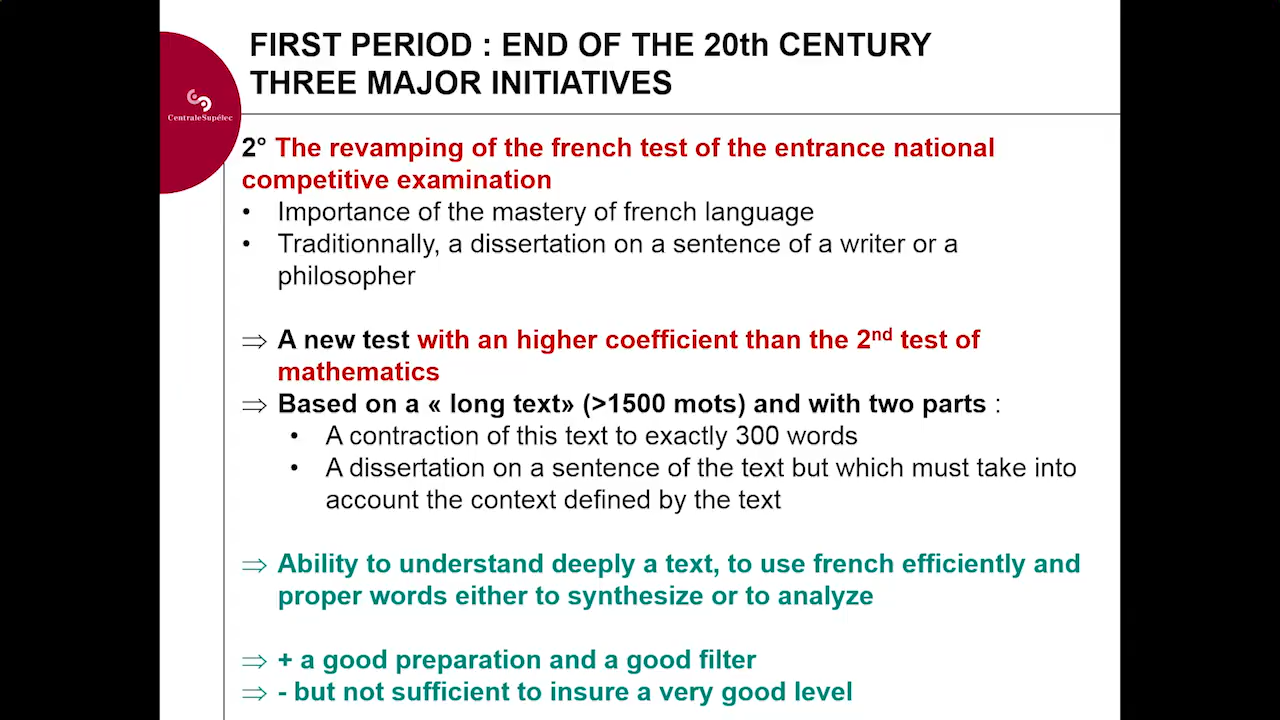 FIRST PERIOD : END OF THE 20th CENTURY
THREE MAJOR INITIATIVES
CentraleSupélec
2° The revamping of the french test of the entrance national
competitive examination
• Importance of the mastery of french language
• Traditionnally, a dissertation on a sentence of a writer or a
philosopher
⇒ A new test with an higher coefficient than the 2nd test of
mathematics
⇒ Based on a « long text» (>1500 mots) and with two parts :
• A contraction of this text to exactly 300 words
• A dissertation on a sentence of the text but which must take into
account the context defined by the text
⇒ Ability to understand deeply a text, to use french efficiently and
proper words either to synthesize or to analyze
⇒ + a good preparation and a good filter
⇒ - but not sufficient to insure a very good level